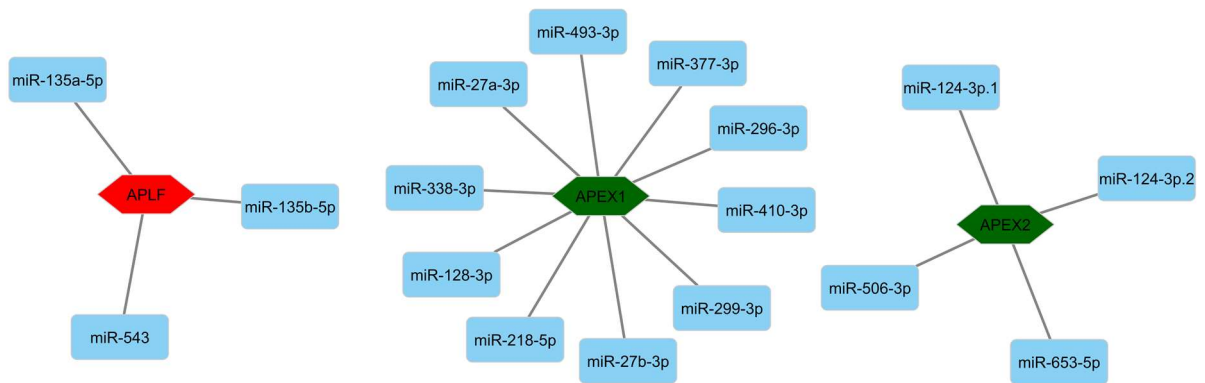 miR-135a-5p
APLF
miR-135b-5p
miR-543
miR-493-3p
miR-377-3p
miR-27a-3p
miR-296-3p
miR-338-3p
APEX1
miR-410-3p
miR-128-3p
miR-299-3p
miR-218-5p
miR-27b-3p
miR-124-3p.1
miR-124-3p.2
APEX2
miR-506-3p
miR-653-5p